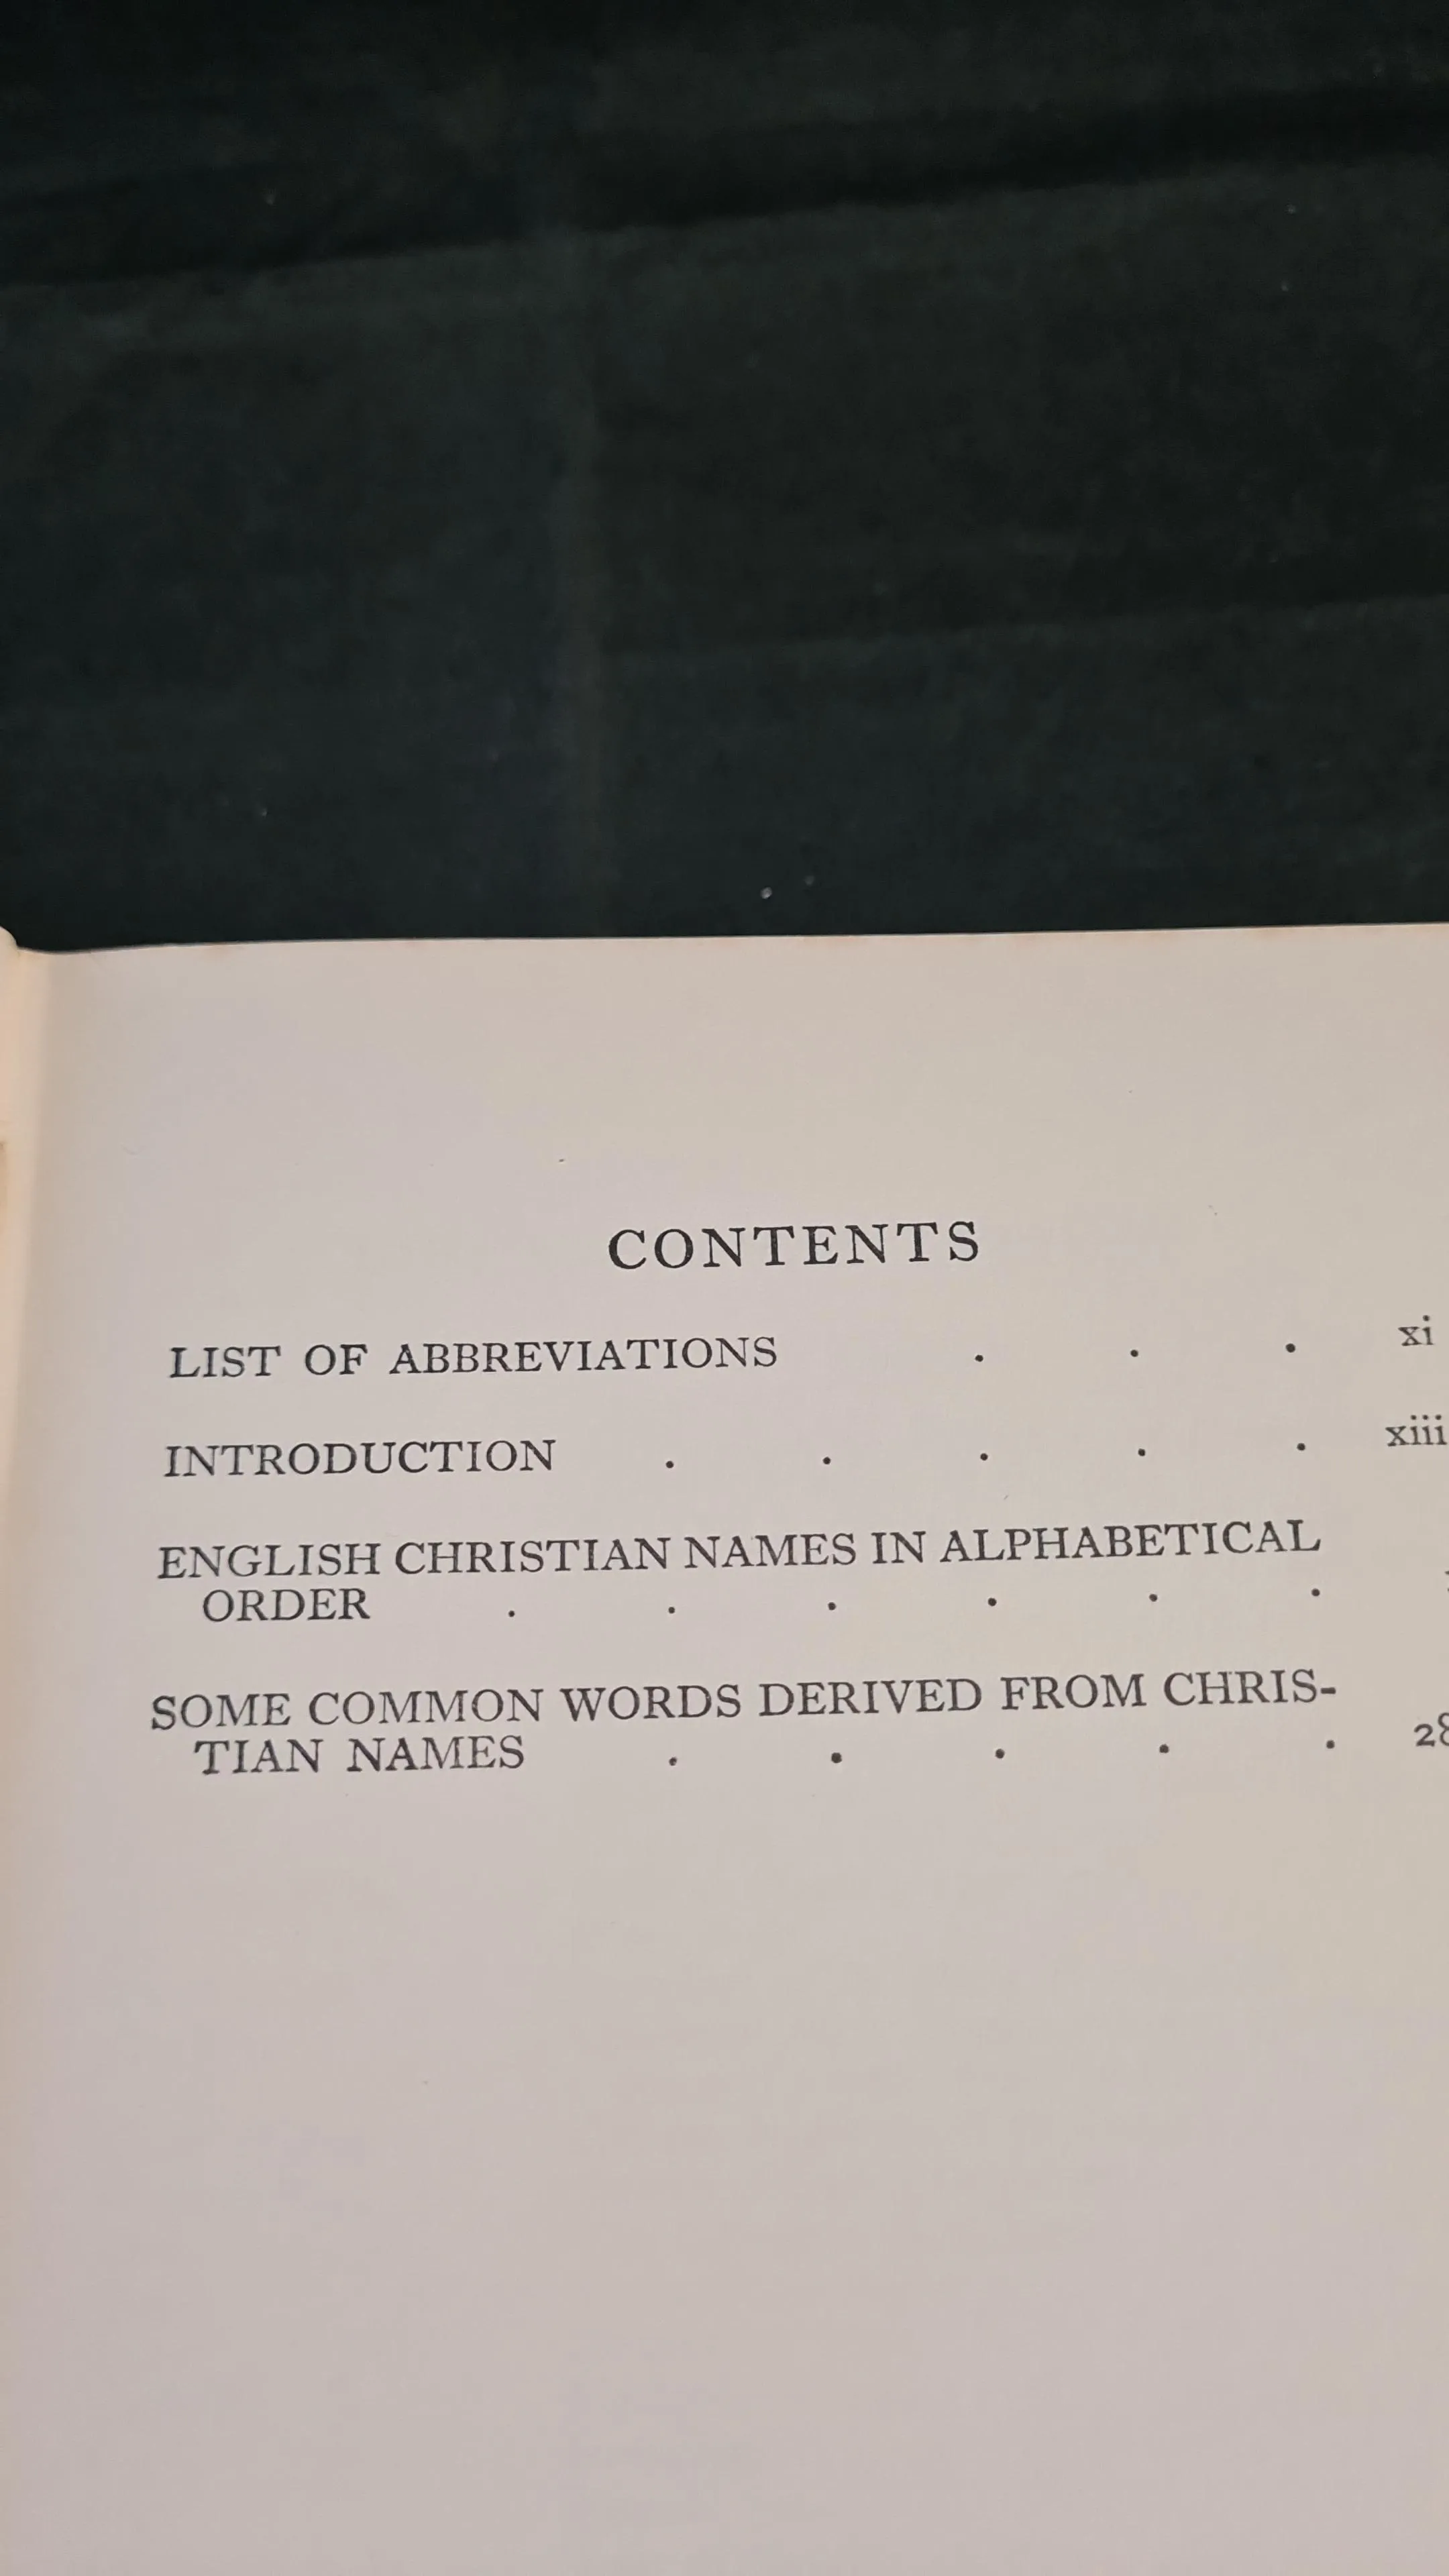 CONTENTS
LIST OF ABBREVIATIONS . . . xi
INTRODUCTION . . . . . xiii
ENGLISH CHRISTIAN NAMES IN ALPHABETICAL
ORDER . . . . . .
SOME COMMON WORDS DERIVED FROM CHRIS-
TIAN NAMES . . . . .